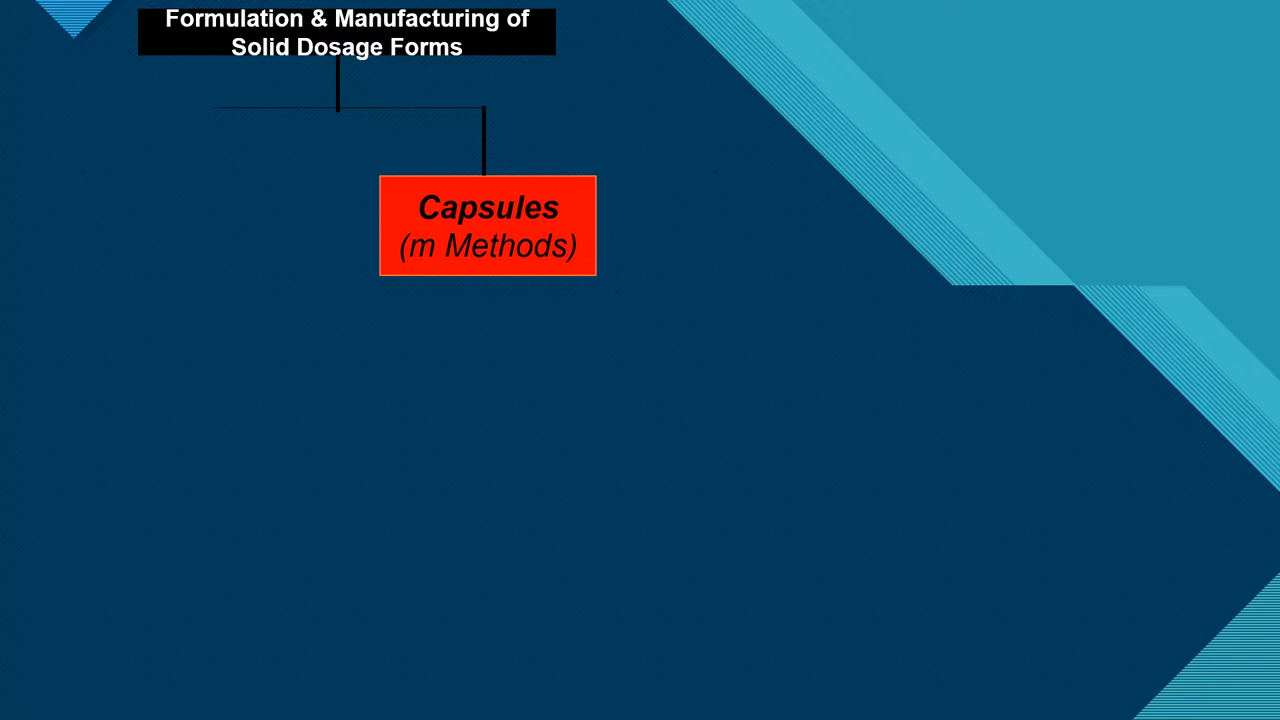 Formulation & Manufacturing of
Solid Dosage Forms
Capsules
(m Methods)